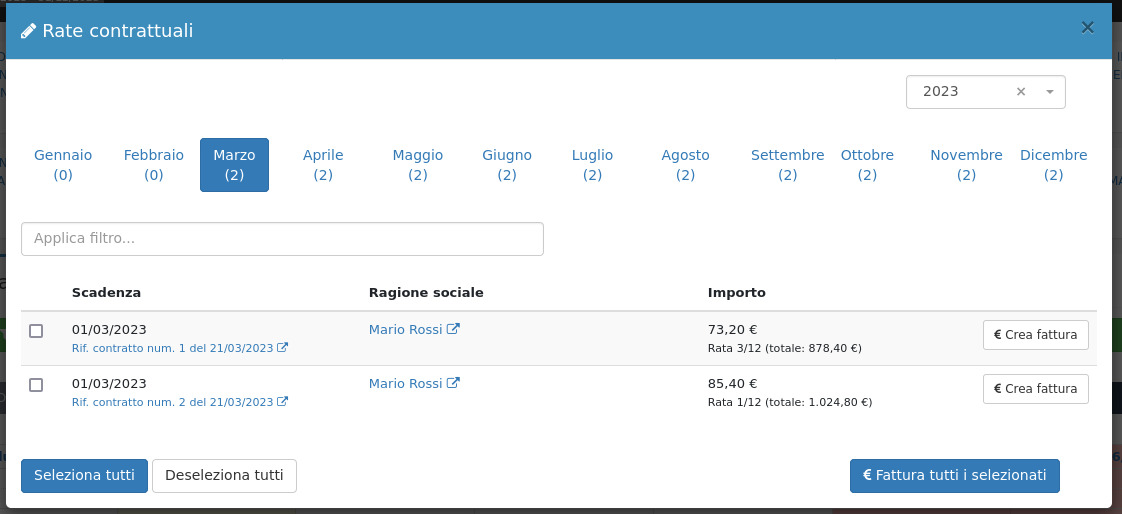 Rate contrattuali
×
2023 ×
Gennaio Febbraio Marzo Aprile Maggio Giugno Luglio Agosto Settembre Ottobre Novembre Dicembre
(0) (0) (2) (2) (2) (2) (2) (2) (2) (2) (2) (2)
Applica filtro...
Scadenza Ragione sociale Importo
01/03/2023 Mario Rossi 73,20 € € Crea fattura
Rif. contratto num. 1 del 21/03/2023 Rata 3/12 (totale: 878,40 €)
01/03/2023 Mario Rossi 85,40 € € Crea fattura
Rif. contratto num. 2 del 21/03/2023 Rata 1/12 (totale: 1.024,80 €)
Seleziona tutti Deseleziona tutti € Fattura tutti i selezionati